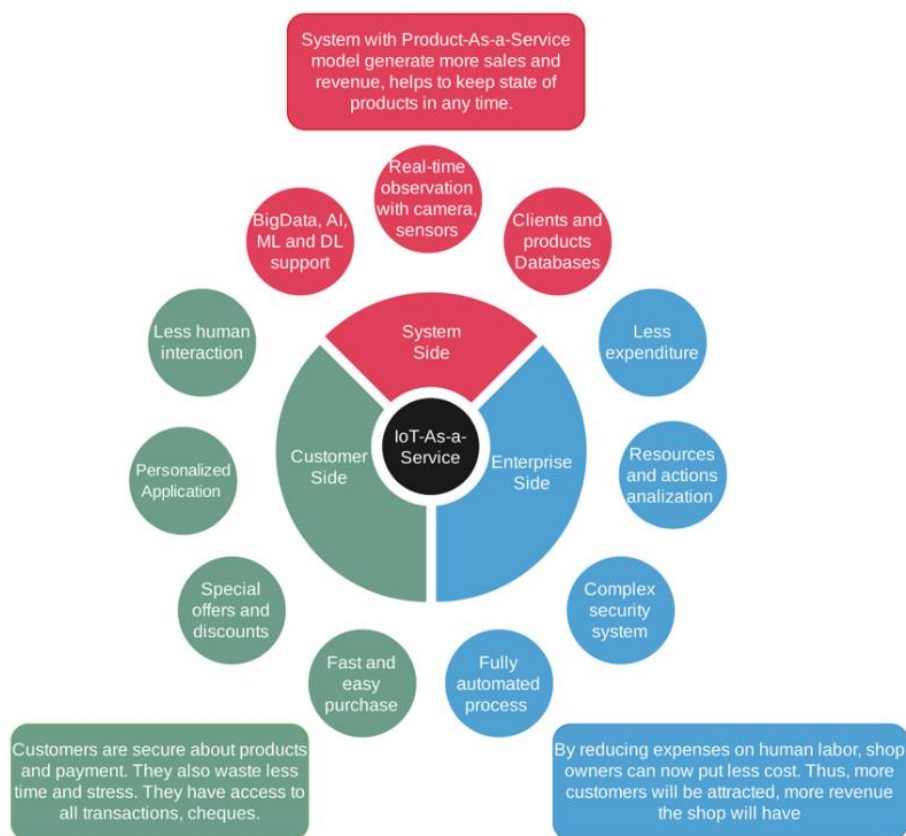 System with Product-As-a-Service
model generate more sales and
revenue, helps to keep state of
products in any time.
Real-time
observation
with camera,
sensors
BigData, AI,
ML and DL
support
Clients and
products
Databases
Less human
interaction
System
Side
Less
expenditure
IoT-As-a-
Service
Customer
Side
Enterprise
Side
Personalized
Application
Resources
and actions
analization
Special
offers and
discounts
Complex
security
system
Fast and
easy
purchase
Fully
automated
process
Customers are secure about products
and payment. They also waste less
time and stress. They have access to
all transactions, cheques.
By reducing expenses on human labor, shop
owners can now put less cost. Thus, more
customers will be attracted, more revenue
the shop will have